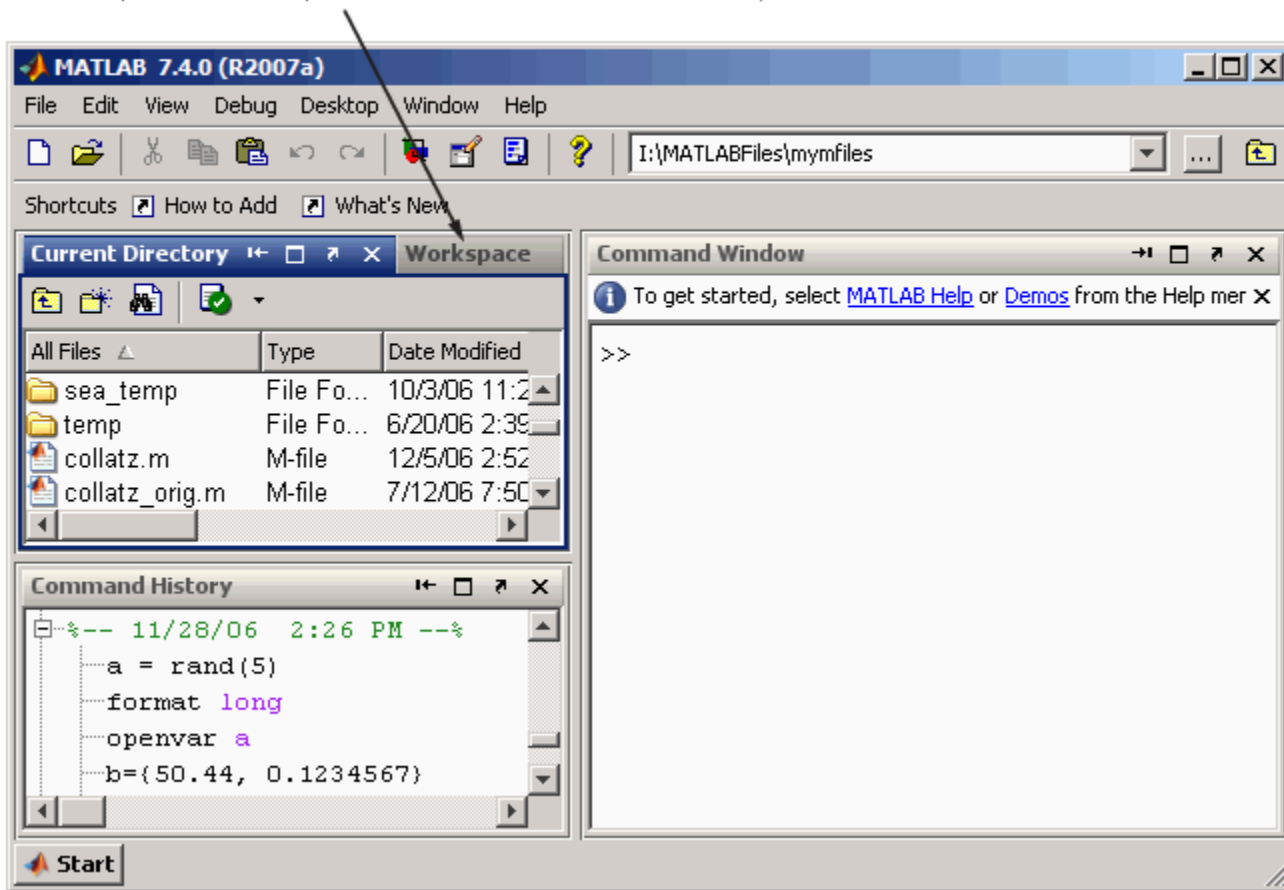 MATLAB 7.4.0 (R2007a)
File Edit View Debug Desktop Window Help
I:\MATLABFiles\mymfiles
...
Shortcuts How to Add What's New
Current Directory Workspace
All Files Type Date Modified
sea_temp File Fo... 10/3/06 11:2
temp File Fo... 6/20/06 2:39
collatz.m M-file 12/5/06 2:52
collatz_orig.m M-file 7/12/06 7:50
Command History
%-- 11/28/06 2:26 PM --%
a = rand(5)
format long
openvar a
b={50.44, 0.1234567}
Command Window
To get started, select MATLAB Help or Demos from the Help mer
>>
Start